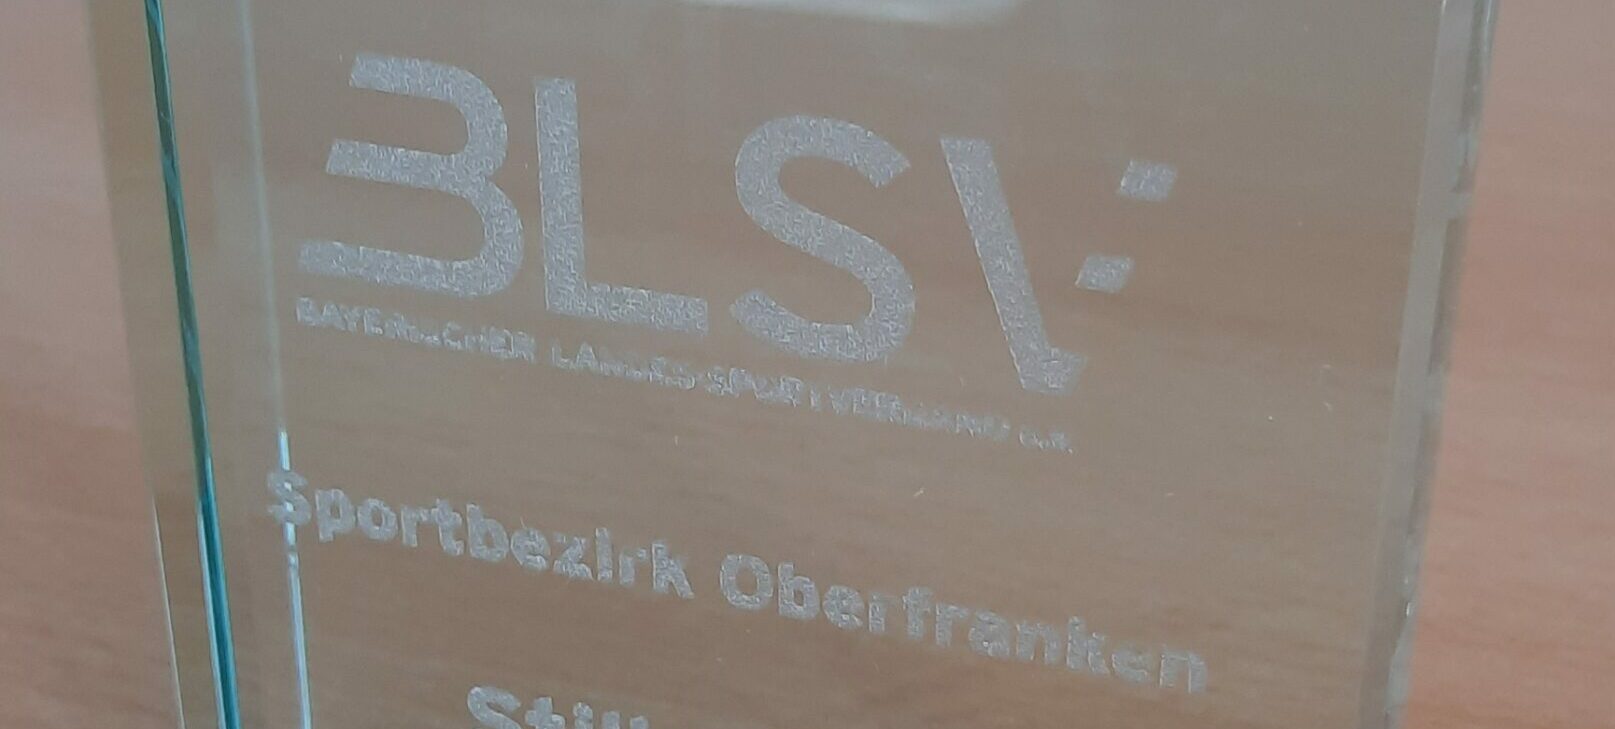 BLSV
BAYERISCHER LANDES-SPORTVERBAND e.V.
Sportbezirk Oberfranken